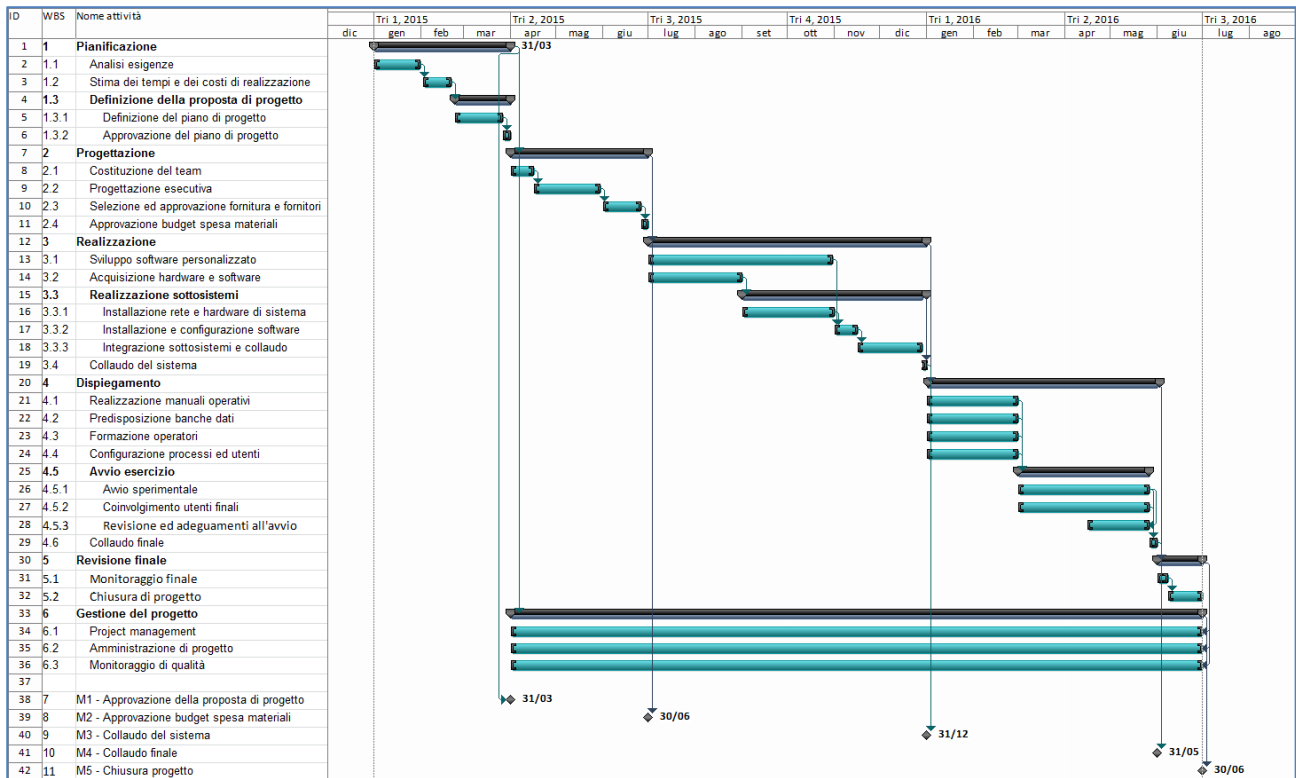 ID WBS Nome attività Tri 1, 2015 Tri 2, 2015 Tri 3, 2015 Tri 4, 2015 Tri 1, 2016 Tri 2, 2016 Tri 3, 2016
dic gen feb mar apr mag giu lug ago set ott nov dic gen feb mar apr mag giu lug ago
1 1 Pianificazione 31/03
2 1.1 Analisi esigenze
3 1.2 Stima dei tempi e dei costi di realizzazione
4 1.3 Definizione della proposta di progetto
5 1.3.1 Definizione del piano di progetto
6 1.3.2 Approvazione del piano di progetto
7 2 Progettazione
8 2.1 Costituzione del team
9 2.2 Progettazione esecutiva
10 2.3 Selezione ed approvazione fornitura e fornitori
11 2.4 Approvazione budget spesa materiali
12 3 Realizzazione
13 3.1 Sviluppo software personalizzato
14 3.2 Acquisizione hardware e software
15 3.3 Realizzazione sottosistemi
16 3.3.1 Installazione rete e hardware di sistema
17 3.3.2 Installazione e configurazione software
18 3.3.3 Integrazione sottosistemi e collaudo
19 3.4 Collaudo del sistema
20 4 Dispiegamento
21 4.1 Realizzazione manuali operativi
22 4.2 Predisposizione banche dati
23 4.3 Formazione operatori
24 4.4 Configurazione processi ed utenti
25 4.5 Avvio esercizio
26 4.5.1 Avvio sperimentale
27 4.5.2 Coinvolgimento utenti finali
28 4.5.3 Revisione ed adeguamenti all'avvio
29 4.6 Collaudo finale
30 5 Revisione finale
31 5.1 Monitoraggio finale
32 5.2 Chiusura di progetto
33 6 Gestione del progetto
34 6.1 Project management
35 6.2 Amministrazione di progetto
36 6.3 Monitoraggio di qualità
37
38 7 M1 - Approvazione della proposta di progetto 31/03
39 8 M2 - Approvazione budget spesa materiali 30/06
40 9 M3 - Collaudo del sistema 31/12
41 10 M4 - Collaudo finale 31/05
42 11 M5 - Chiusura progetto 30/06